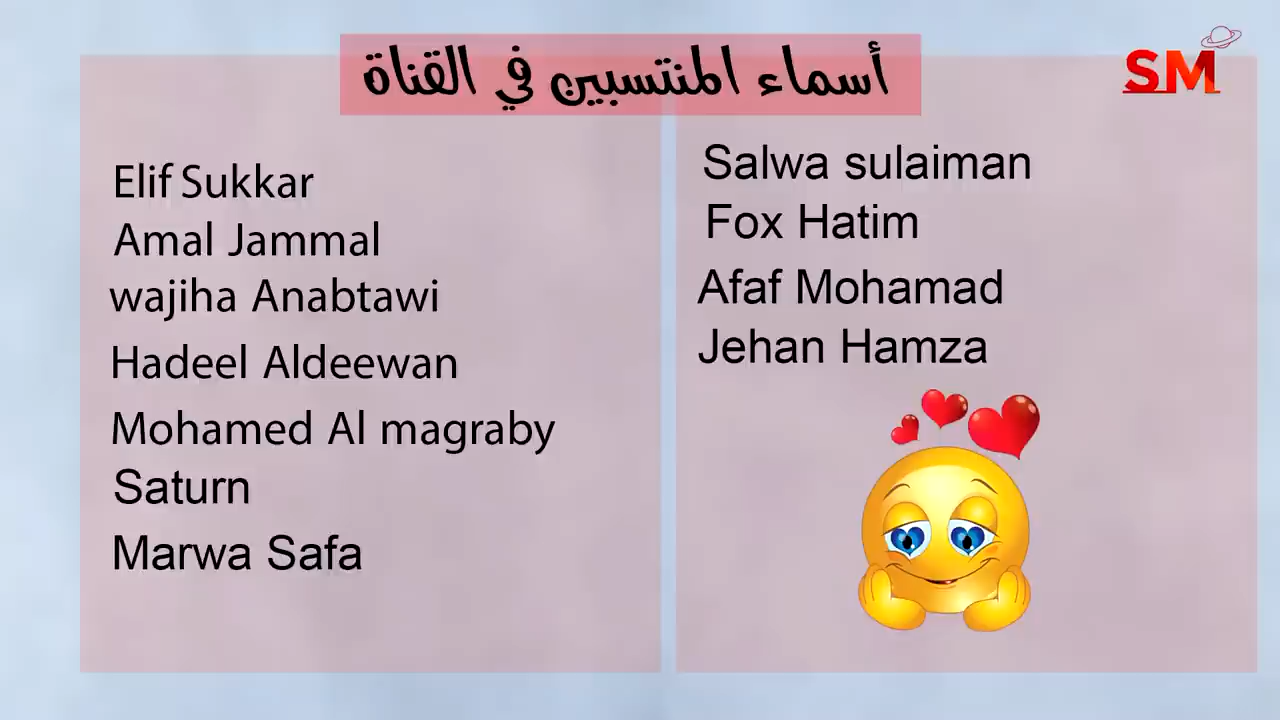 أسماء المنتسبين في القناة
SM
Elif Sukkar
Amal Jammal
wajiha Anabtawi
Hadeel Aldeewan
Mohamed Al magraby
Saturn
Marwa Safa
Salwa sulaiman
Fox Hatim
Afaf Mohamad
Jehan Hamza